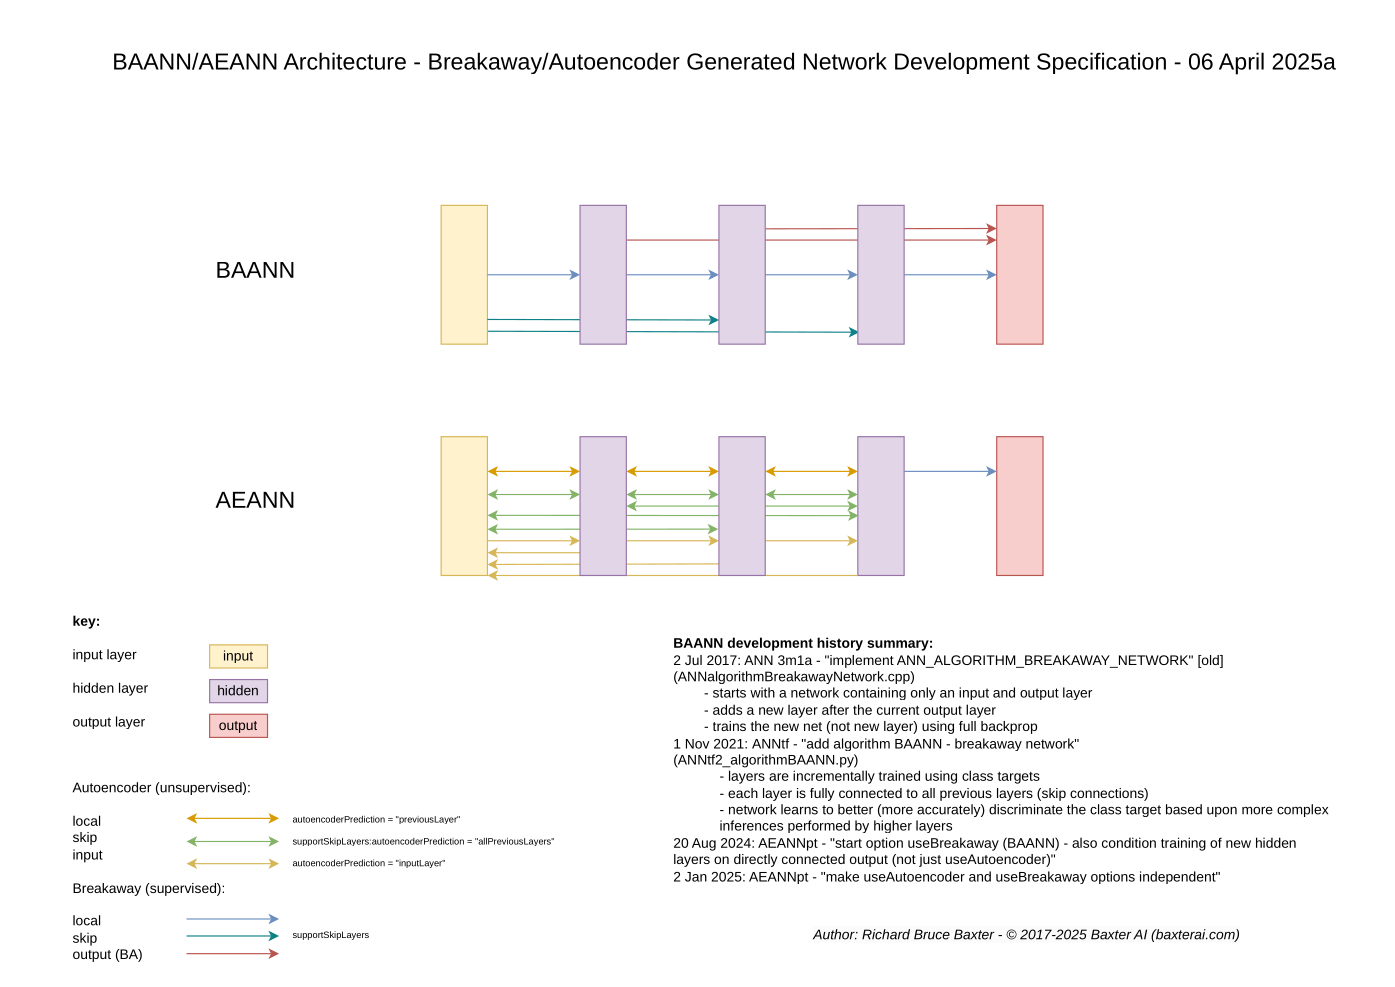 BAANN/AEANN Architecture - Breakaway/Autoencoder Generated Network Development Specification - 06 April 2025a
BAANN
AEANN
key:
input layer
input
hidden layer
hidden
output layer
output
Autoencoder (unsupervised):
local
autoencoderPrediction = "previousLayer"
skip
supportSkipLayers:autoencoderPrediction = "allPreviousLayers"
input
autoencoderPrediction = "inputLayer"
Breakaway (supervised):
local
skip
supportSkipLayers
output (BA)
BAANN development history summary:
2 Jul 2017: ANN 3m1a - "implement ANN_ALGORITHM_BREAKAWAY_NETWORK" [old]
(ANNalgorithmBreakawayNetwork.cpp)
- starts with a network containing only an input and output layer
- adds a new layer after the current output layer
- trains the new net (not new layer) using full backprop
1 Nov 2021: ANNtf - "add algorithm BAANN - breakaway network"
(ANNtf2_algorithmBAANN.py)
- layers are incrementally trained using class targets
- each layer is fully connected to all previous layers (skip connections)
- network learns to better (more accurately) discriminate the class target based upon more complex
inferences performed by higher layers
20 Aug 2024: AEANNpt - "start option useBreakaway (BAANN) - also condition training of new hidden
layers on directly connected output (not just useAutoencoder)"
2 Jan 2025: AEANNpt - "make useAutoencoder and useBreakaway options independent"
Author: Richard Bruce Baxter - © 2017-2025 Baxter AI (baxterai.com)